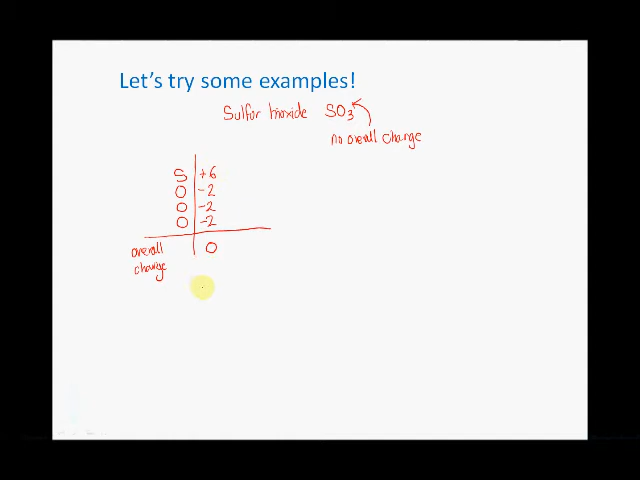 Let's try some examples!
Sulfur trioxide SO3
no overall charge
S +6
O -2
O -2
O -2
overall 0
charge